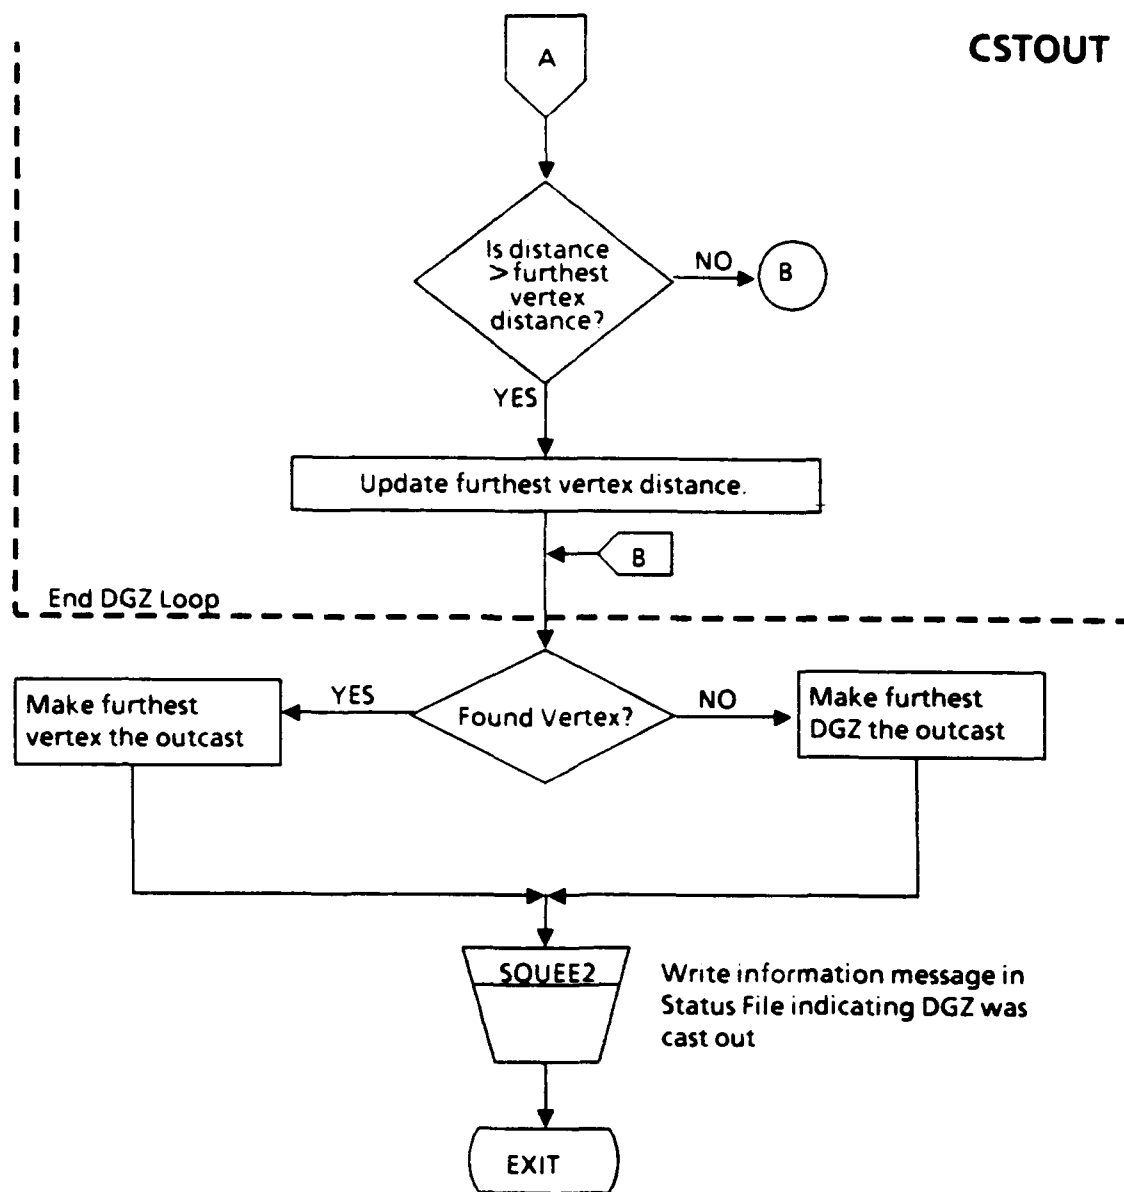 CSTOUT
A
Is distance
> furthest
vertex
distance?
NO
B
YES
Update furthest vertex distance.
B
End DGZ Loop
Make furthest
vertex the outcast
YES
Found Vertex?
NO
Make furthest
DGZ the outcast
SQUEE2
Write information message in
Status File indicating DGZ was
cast out
EXIT